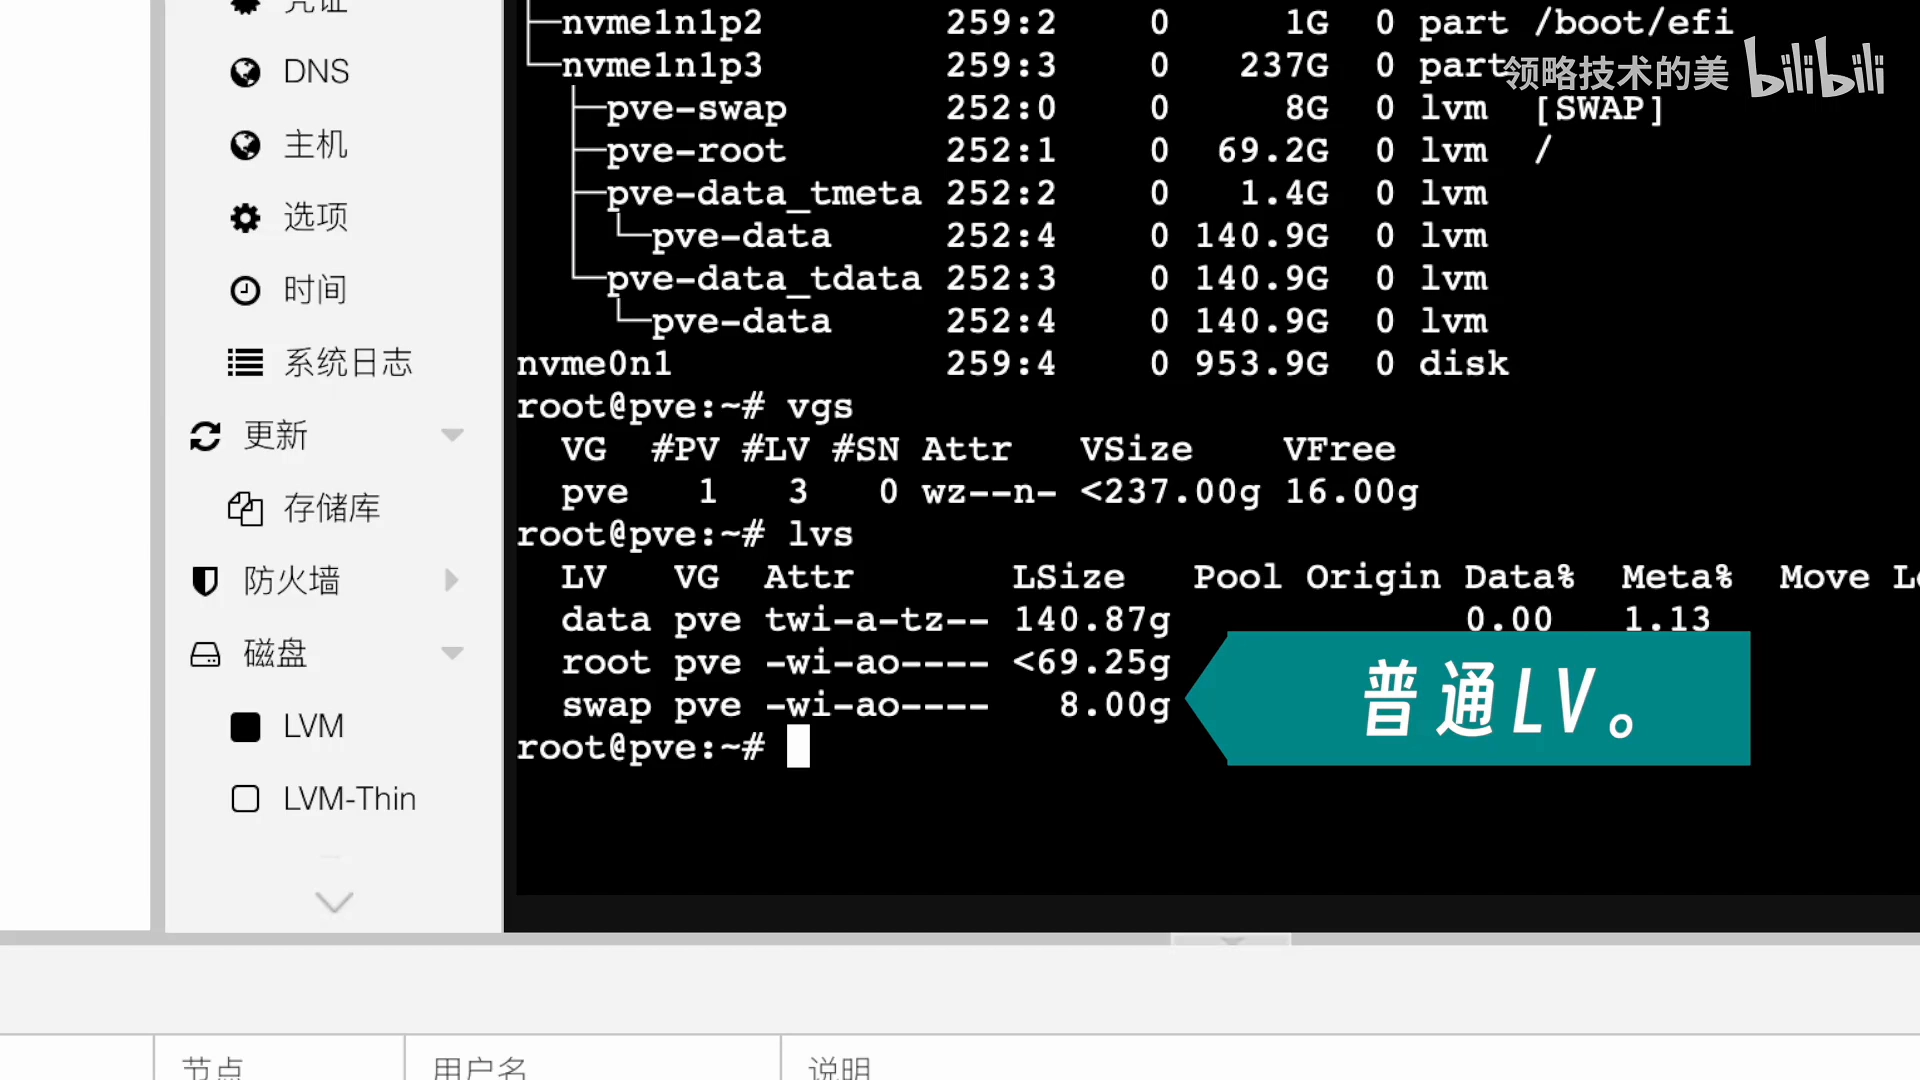 凭证
DNS
主机
选项
时间
系统日志
更新
存储库
防火墙
磁盘
LVM
LVM-Thin
├─nvme1n1p2 259:2 0 1G 0 part /boot/efi
└─nvme1n1p3 259:3 0 237G 0 part
├─pve-swap 252:0 0 8G 0 lvm [SWAP]
├─pve-root 252:1 0 69.2G 0 lvm /
├─pve-data_tmeta 252:2 0 1.4G 0 lvm
│ └─pve-data 252:4 0 140.9G 0 lvm
└─pve-data_tdata 252:3 0 140.9G 0 lvm
└─pve-data 252:4 0 140.9G 0 lvm
nvme0n1 259:4 0 953.9G 0 disk
root@pve:~# vgs
VG #PV #LV #SN Attr VSize VFree
pve 1 3 0 wz--n- <237.00g 16.00g
root@pve:~# lvs
LV VG Attr LSize Pool Origin Data% Meta% Move
data pve twi-a-tz-- 140.87g 0.00 1.13
root pve -wi-ao---- <69.25g
swap pve -wi-ao---- 8.00g
root@pve:~#
普通LV。
领略技术的美 bilibili
节点 用户名 说明